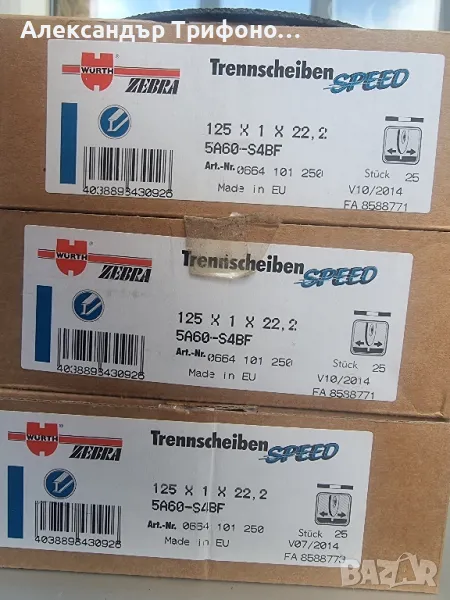 Александър Трифоно...
WÜRTH
ZEBRA
Trennscheiben SPEED
125 X 1 X 22,2
5A60-S4BF
Art.-Nr. 0664 101 250
Made in EU
Stück 25
V10/2014
FA 8588771
4038898430926
WÜRTH
ZEBRA
Trennscheiben SPEED
125 X 1 X 22,2
5A60-S4BF
Art.-Nr. 0664 101 250
Made in EU
Stück 25
V10/2014
FA 8588771
4038898430926
WÜRTH
ZEBRA
Trennscheiben SPEED
125 X 1 X 22,2
5A60-S4BF
Art.-Nr. 0664 101 250
Made in EU
Stück 25
V07/2014
FA 8588773
4038898430926
BAZAR